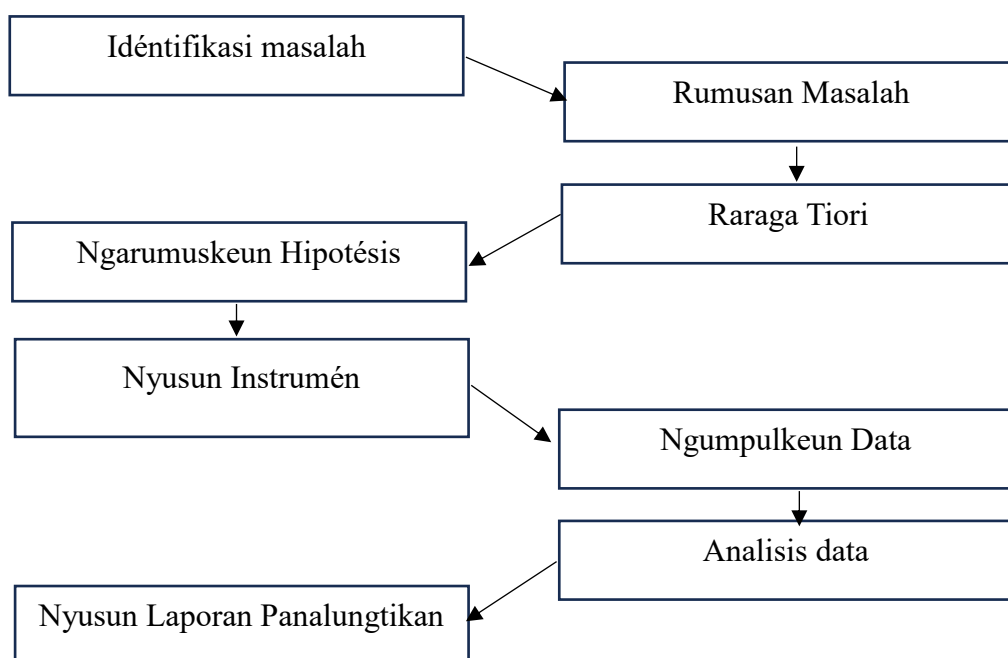 Idéntifikasi masalah
Rumusan Masalah
Raraga Tiori
Ngarumuskeun Hipotésis
Nyusun Instrumén
Ngumpulkeun Data
Analisis data
Nyusun Laporan Panalungtikan